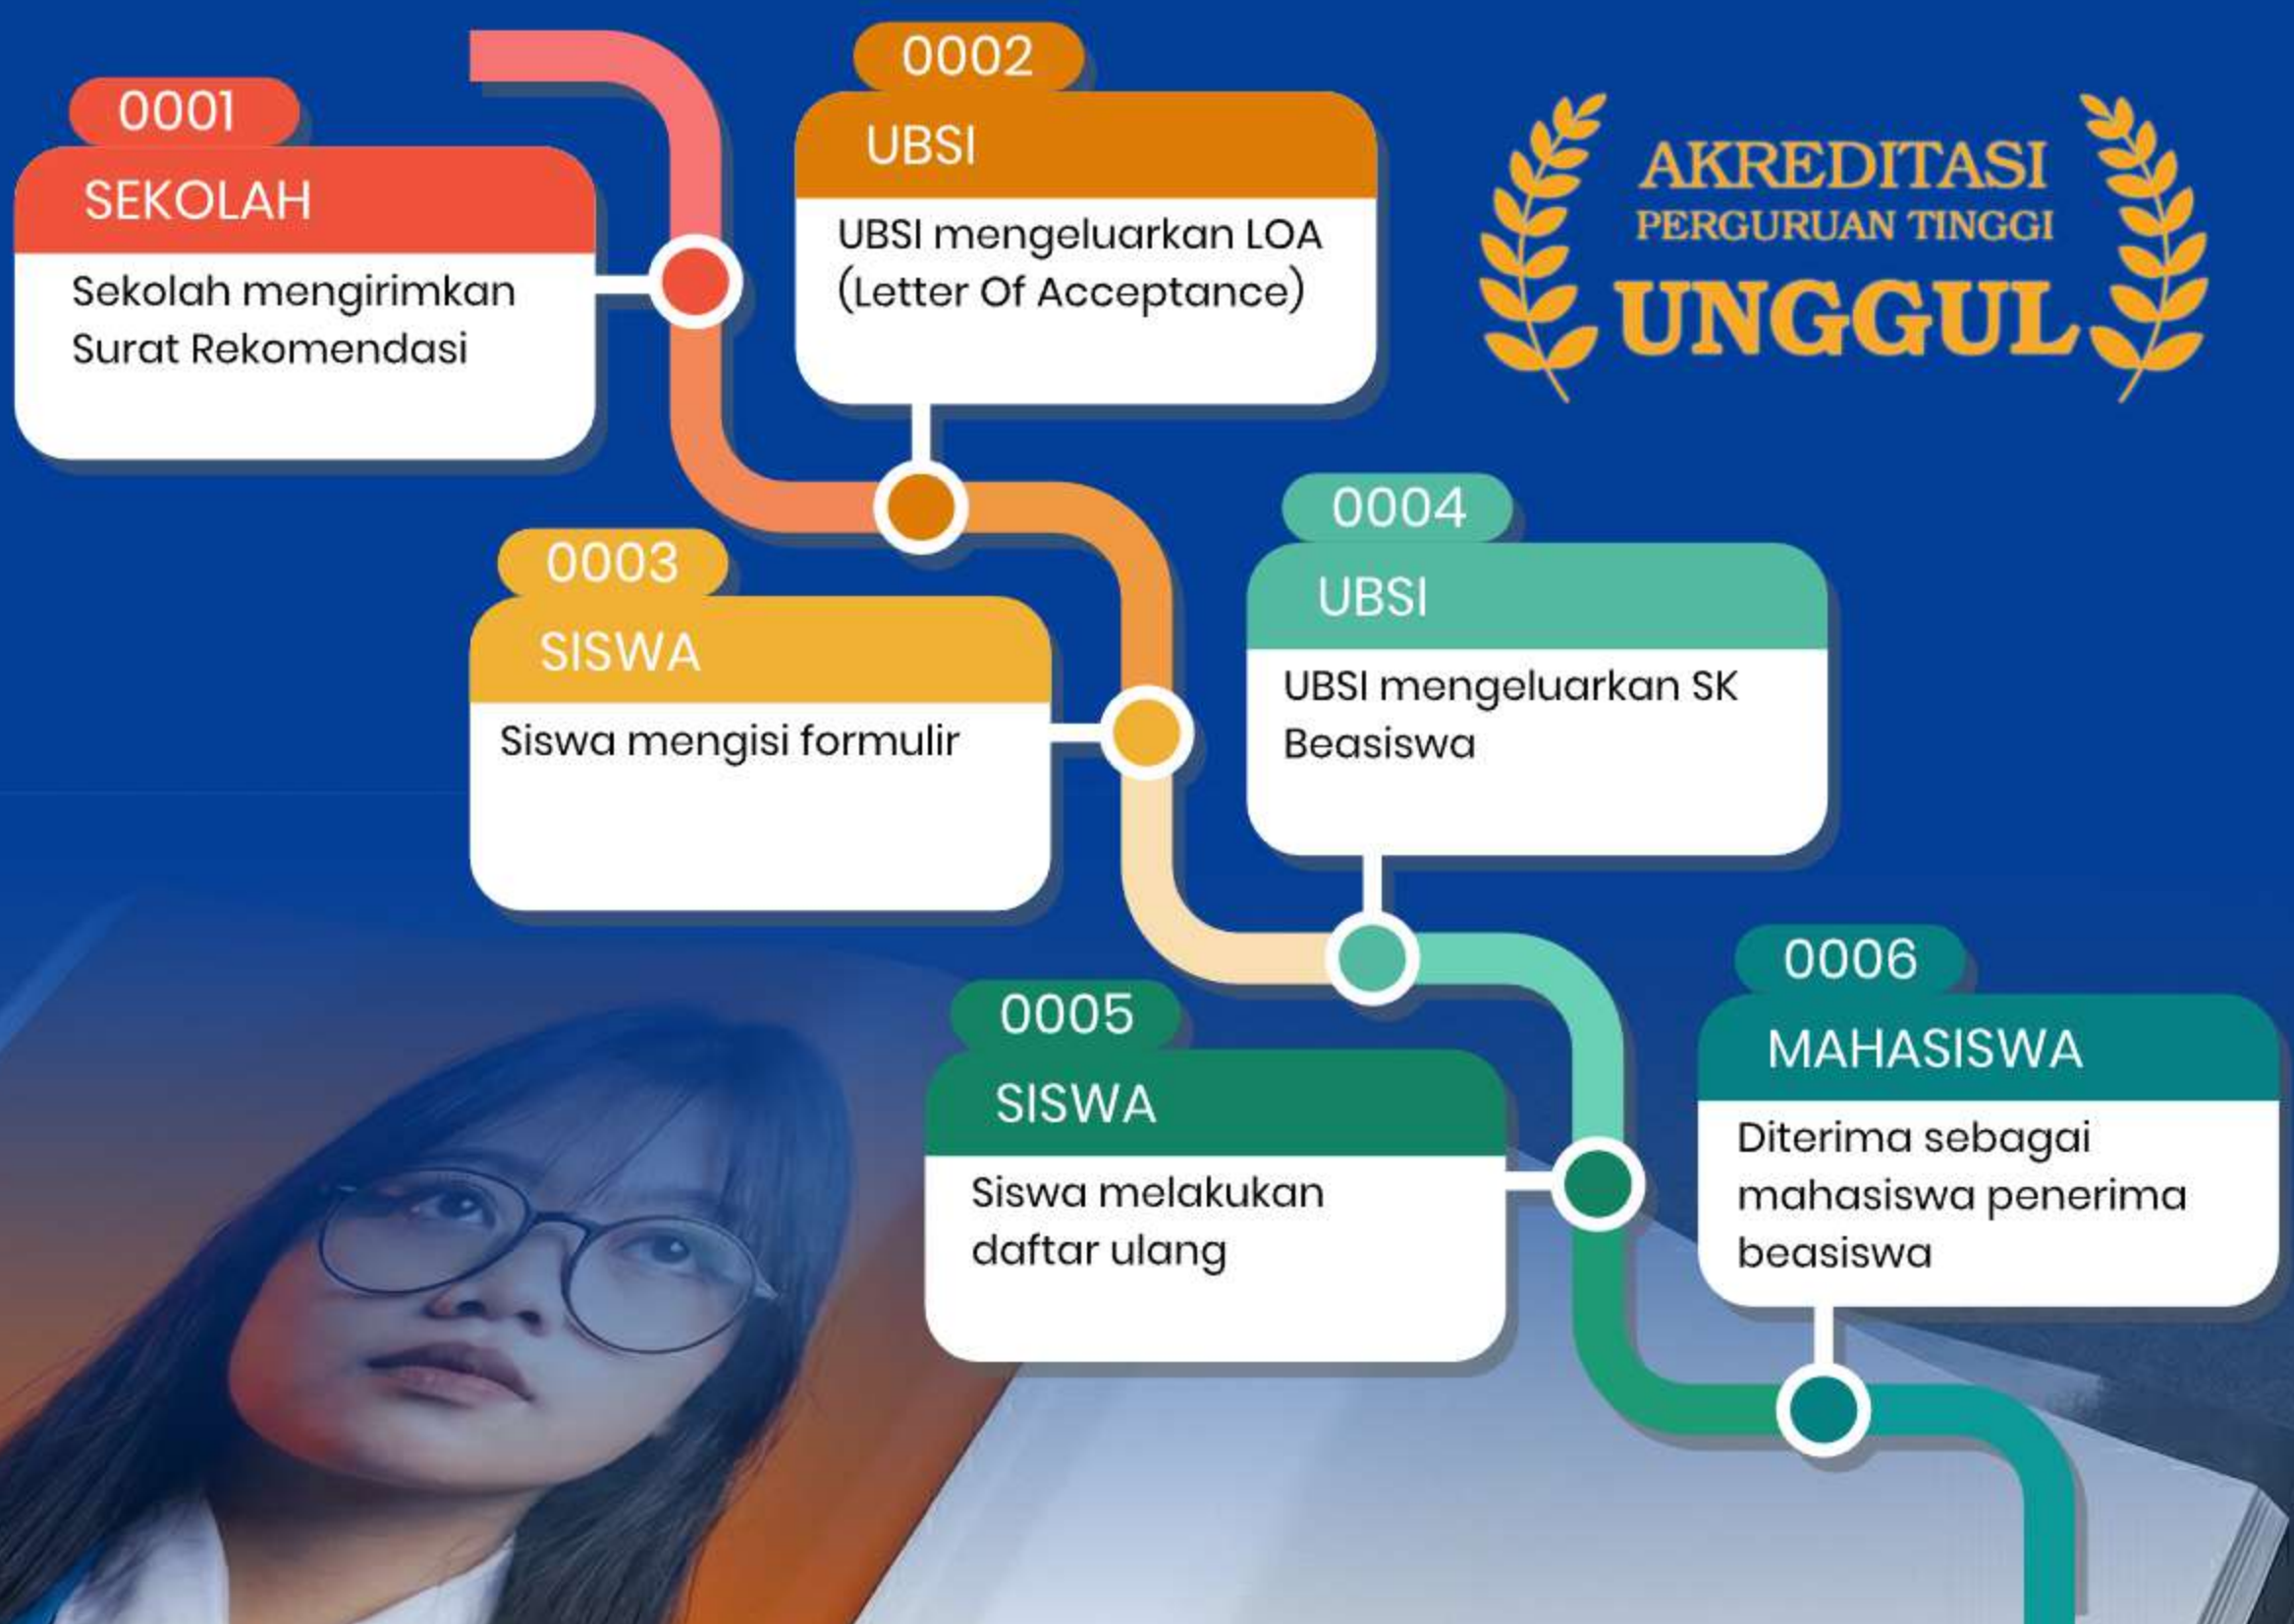 0001
SEKOLAH
Sekolah mengirimkan
Surat Rekomendasi
0002
UBSI
UBSI mengeluarkan LOA
(Letter Of Acceptance)
AKREDITASI
PERGURUAN TINGGI
UNGGUL
0003
SISWA
Siswa mengisi formulir
0004
UBSI
UBSI mengeluarkan SK
Beasiswa
0005
SISWA
Siswa melakukan
daftar ulang
0006
MAHASISWA
Diterima sebagai
mahasiswa penerima
beasiswa